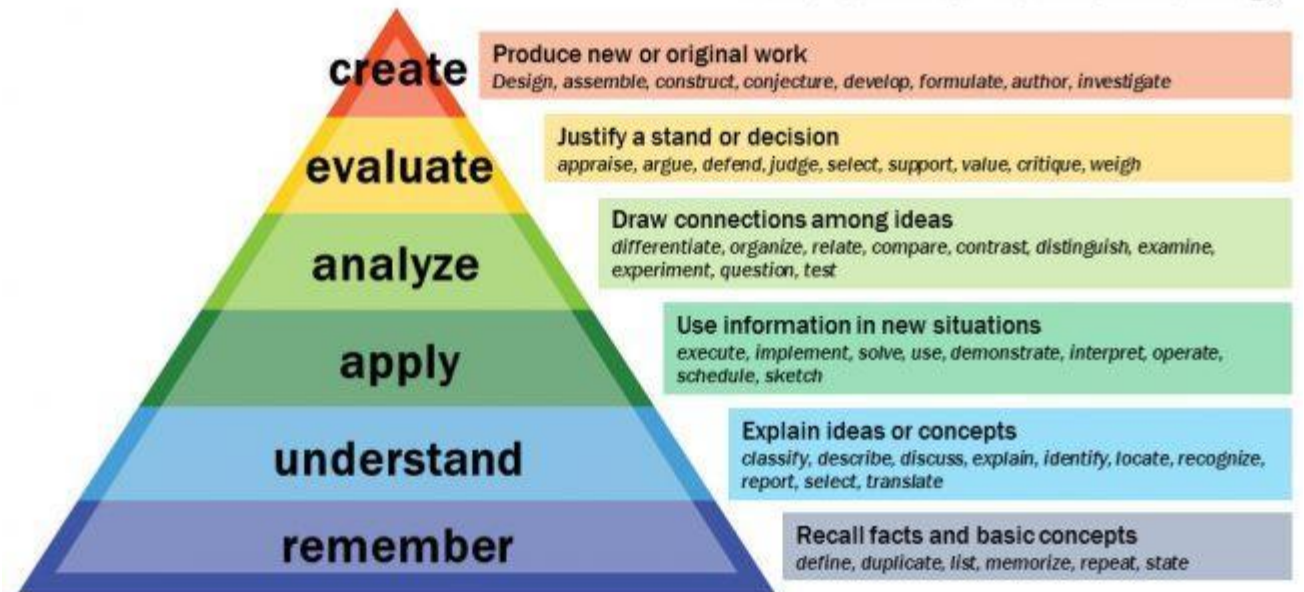 create
Produce new or original work
Design, assemble, construct, conjecture, develop, formulate, author, investigate
evaluate
Justify a stand or decision
appraise, argue, defend, judge, select, support, value, critique, weigh
analyze
Draw connections among ideas
differentiate, organize, relate, compare, contrast, distinguish, examine,
experiment, question, test
apply
Use information in new situations
execute, implement, solve, use, demonstrate, interpret, operate,
schedule, sketch
understand
Explain ideas or concepts
classify, describe, discuss, explain, identify, locate, recognize,
report, select, translate
remember
Recall facts and basic concepts
define, duplicate, list, memorize, repeat, state